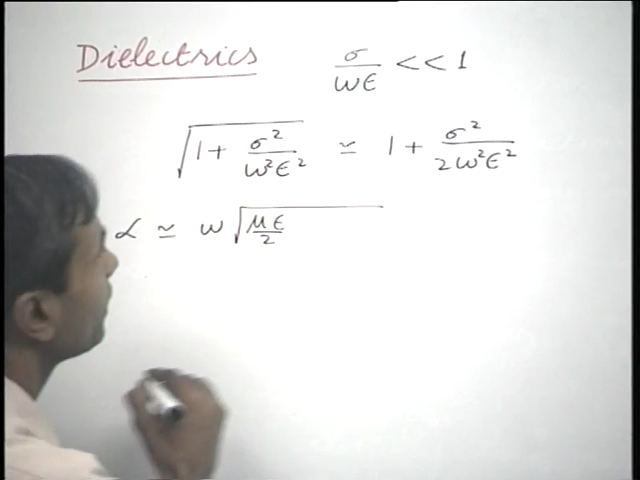 Dielectrics
σ/ωϵ << 1
√(1 + σ²/ω²ϵ²) ≃ 1 + σ²/2ω²ϵ²
α ≃ ω √(μϵ/2)